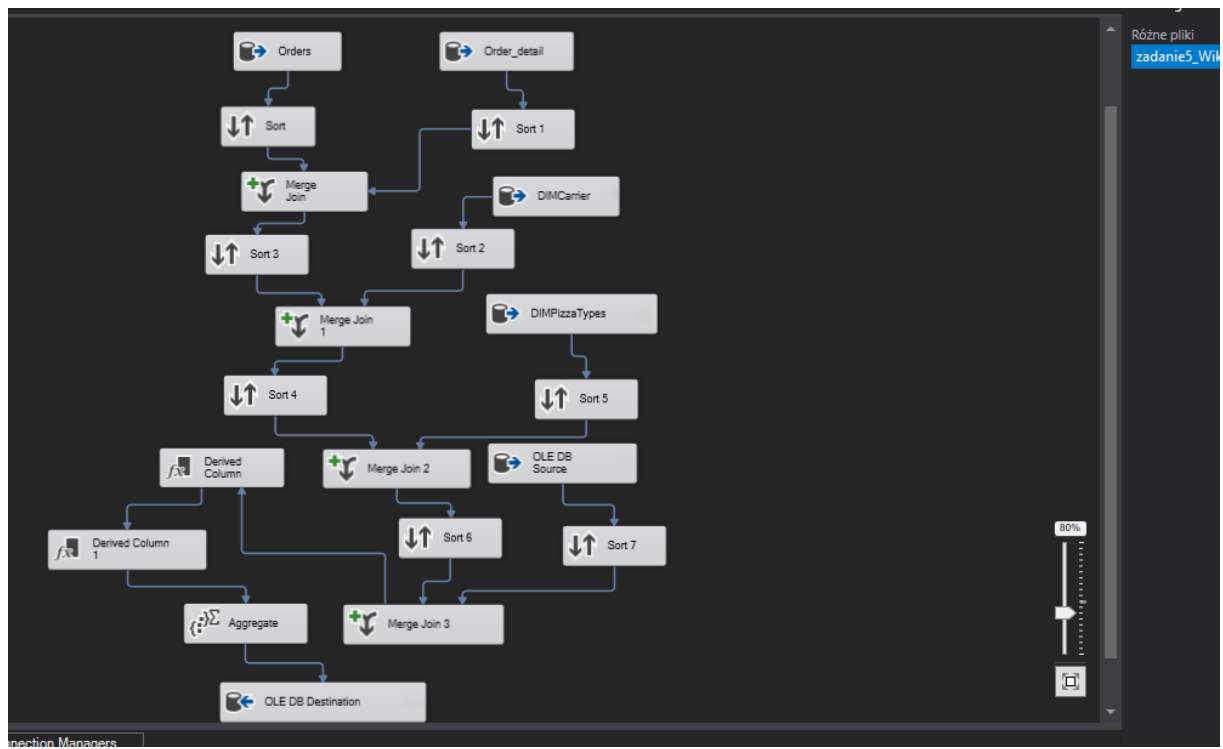 Różne pliki
zadanie5_Wik
Orders
Order_detail
Sort
Sort 1
Merge
Join
DIMCarrier
Sort 3
Sort 2
Merge Join
1
DIMPizzaTypes
Sort 4
Sort 5
Derived
Column
Merge Join 2
OLE DB
Source
Derived Column
1
Sort 6
Sort 7
80%
Aggregate
Merge Join 3
OLE DB Destination
nnection Managers